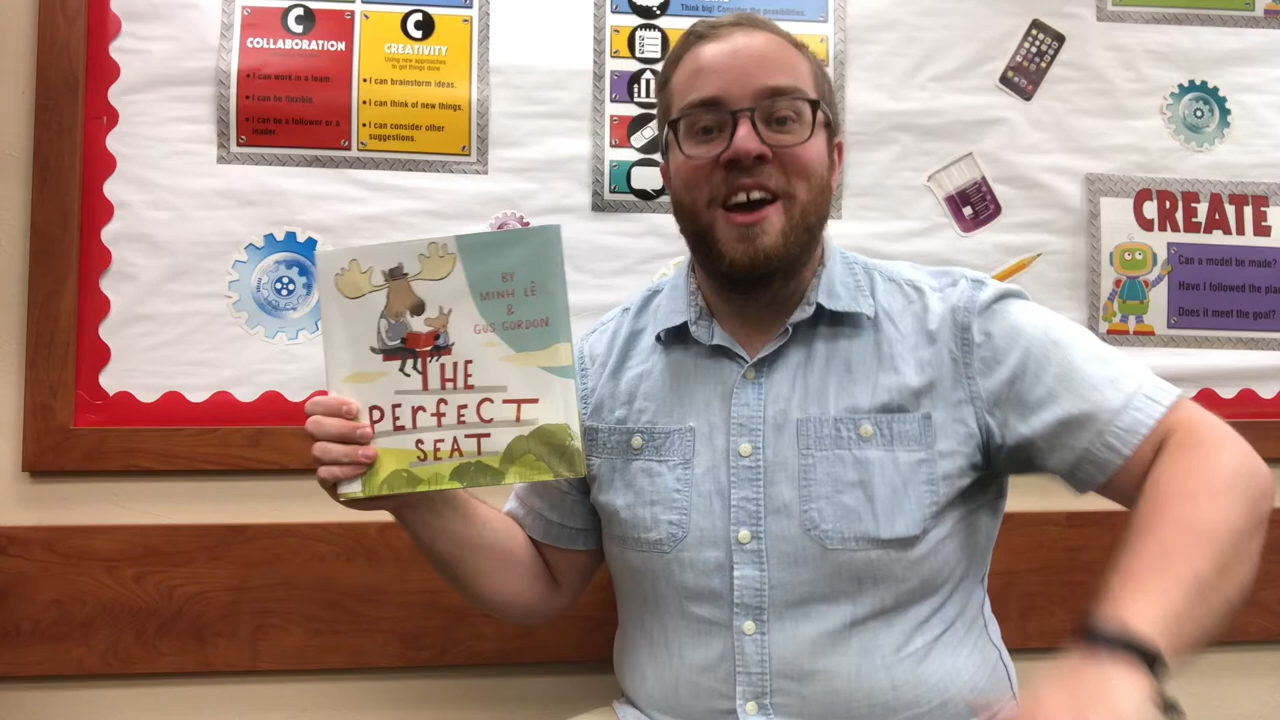 C
COLLABORATION
• I can work in a team.
• I can be flexible.
• I can be a follower or a
leader.
C
CREATIVITY
Using new approaches
to get things done
• I can brainstorm ideas.
• I can think of new things.
• I can consider other
suggestions.
Think big! Consider the possibilities.
BY
MINH LÊ
&
GUS GORDON
THE
PERFECT
SEAT
CREATE
Can a model be made?
Have I followed the
Does it meet the goal?